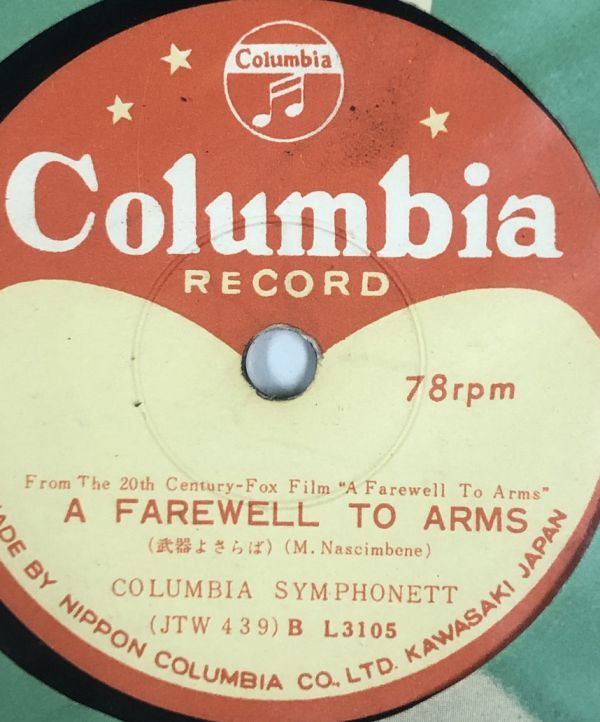 Columbia
Columbia
RECORD
78rpm
From The 20th Century-Fox Film "A Farewell To Arms"
A FAREWELL TO ARMS
(武器よさらば) (M. Nascimbene)
COLUMBIA SYMPHONETT
(JTW 439) B L3105
MADE BY NIPPON COLUMBIA CO., LTD. KAWASAKI JAPAN